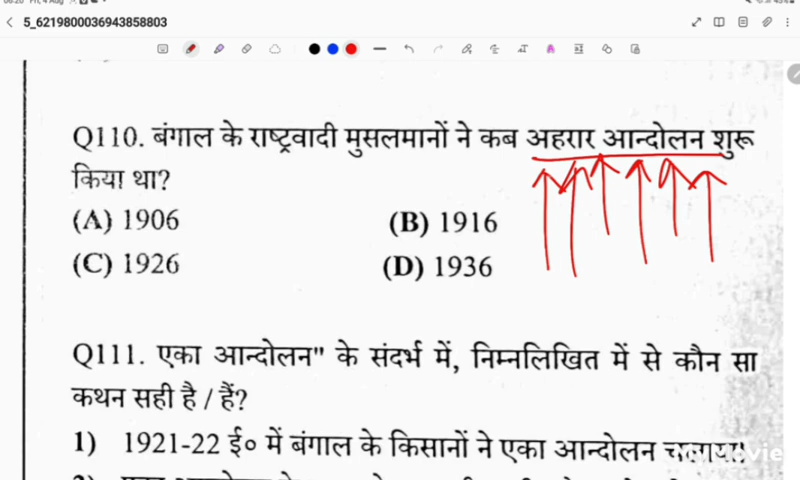 5_6219800036943858803
Q110. बंगाल के राष्ट्रवादी मुसलमानों ने कब अहरार आन्दोलन शुरू
किया था?
(A) 1906 (B) 1916
(C) 1926 (D) 1936
Q111. एका आन्दोलन" के संदर्भ में, निम्नलिखित में से कौन सा
कथन सही है / हैं?
1) 1921-22 ई० में बंगाल के किसानों ने एका आन्दोलन चलाया।